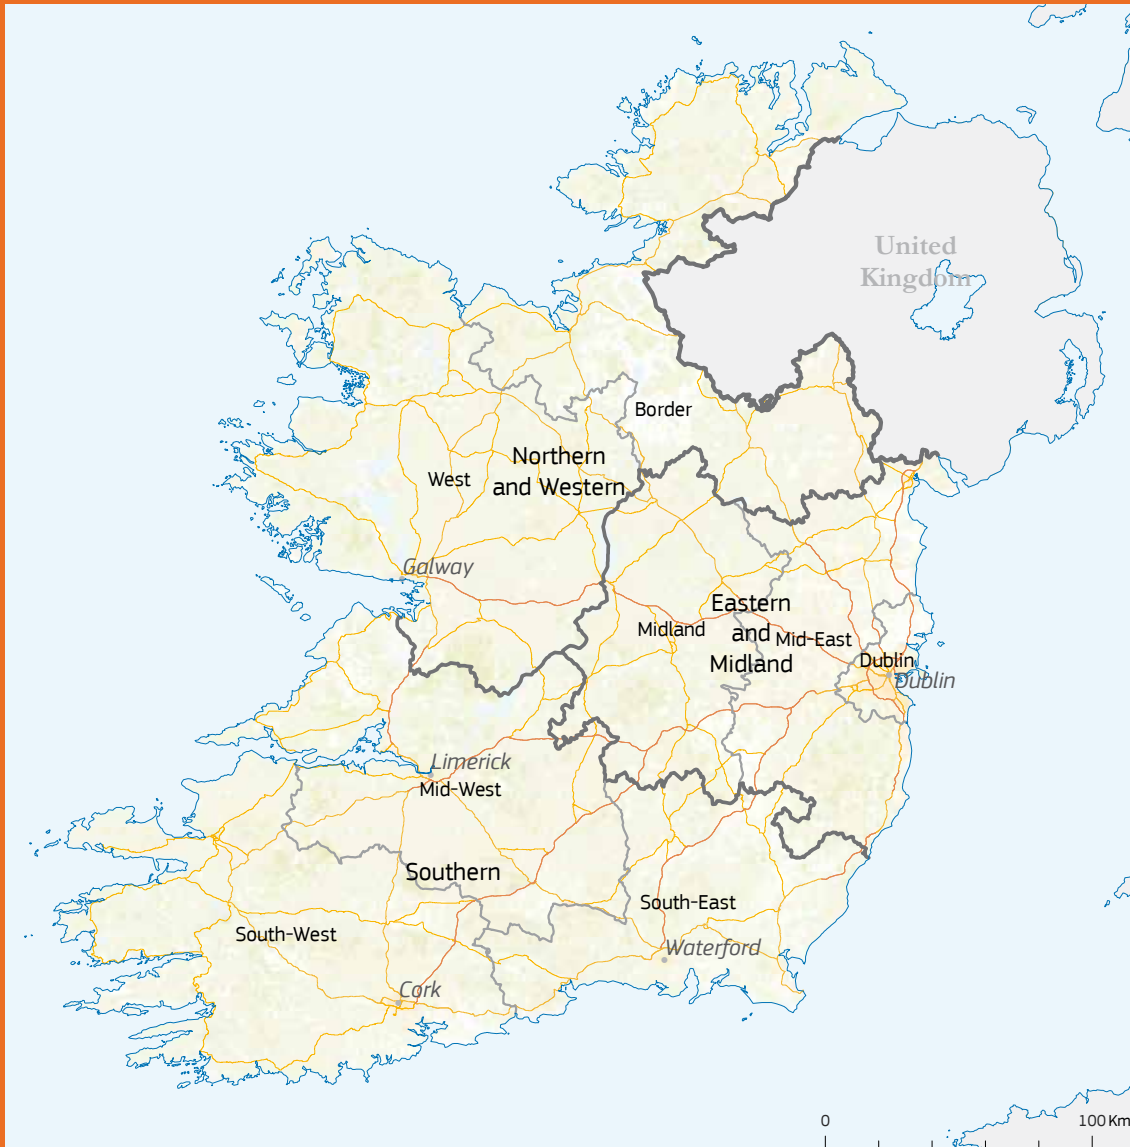 United
Kingdom
Border
Northern
and Western
West
Galway
Eastern
and
Midland
Midland
Mid-East
Dublin
Dublin
Limerick
Mid-West
Southern
South-East
South-West
Waterford
Cork
0
100 Km